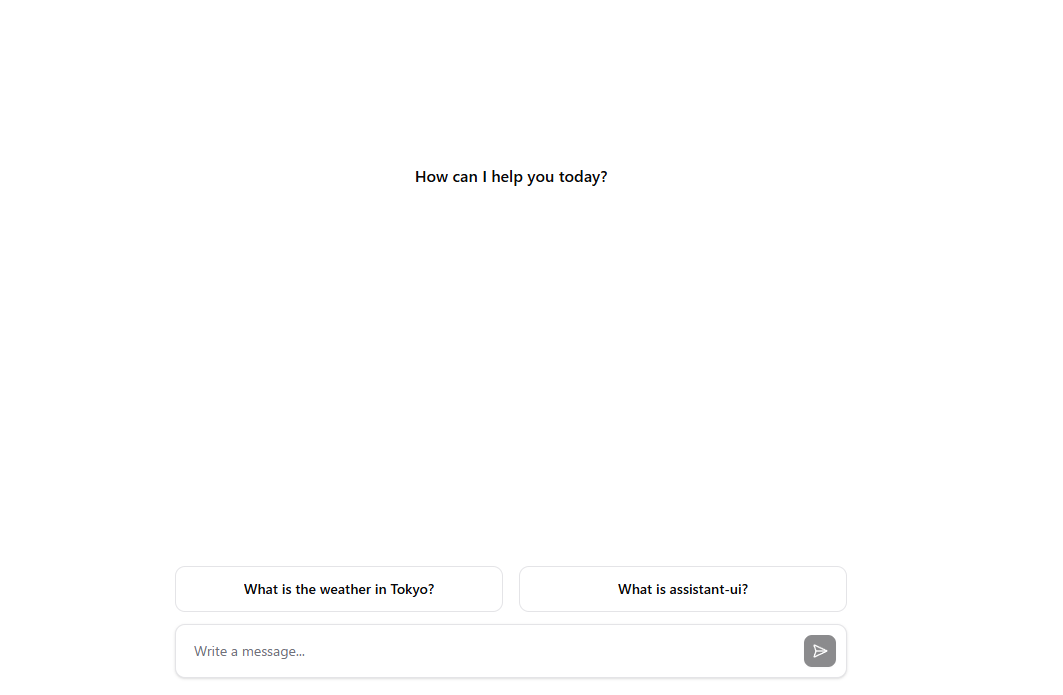 How can I help you today?
What is the weather in Tokyo?
What is assistant-ui?
Write a message...